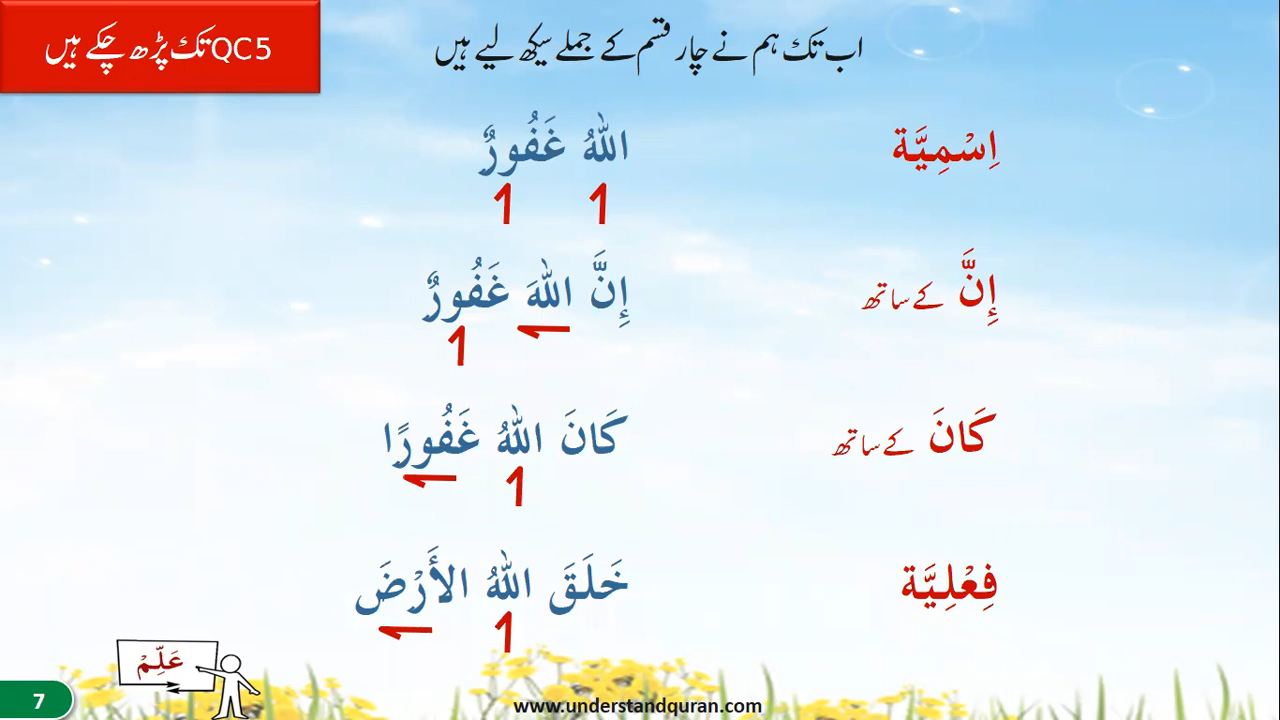 QC5 تک پڑھ چکے ہیں
اب تک ہم نے چار قسم کے جملے سیکھ لیے ہیں
اِسْمِيَّة اللّٰهُ غَفُورٌ
1 1
إِنَّ کے ساتھ إِنَّ اللّٰهَ غَفُورٌ
1
كَانَ کے ساتھ كَانَ اللّٰهُ غَفُورًا
1
فِعْلِيَّة خَلَقَ اللّٰهُ الأَرْضَ
1
عَلِّمْ
7
www.understandquran.com